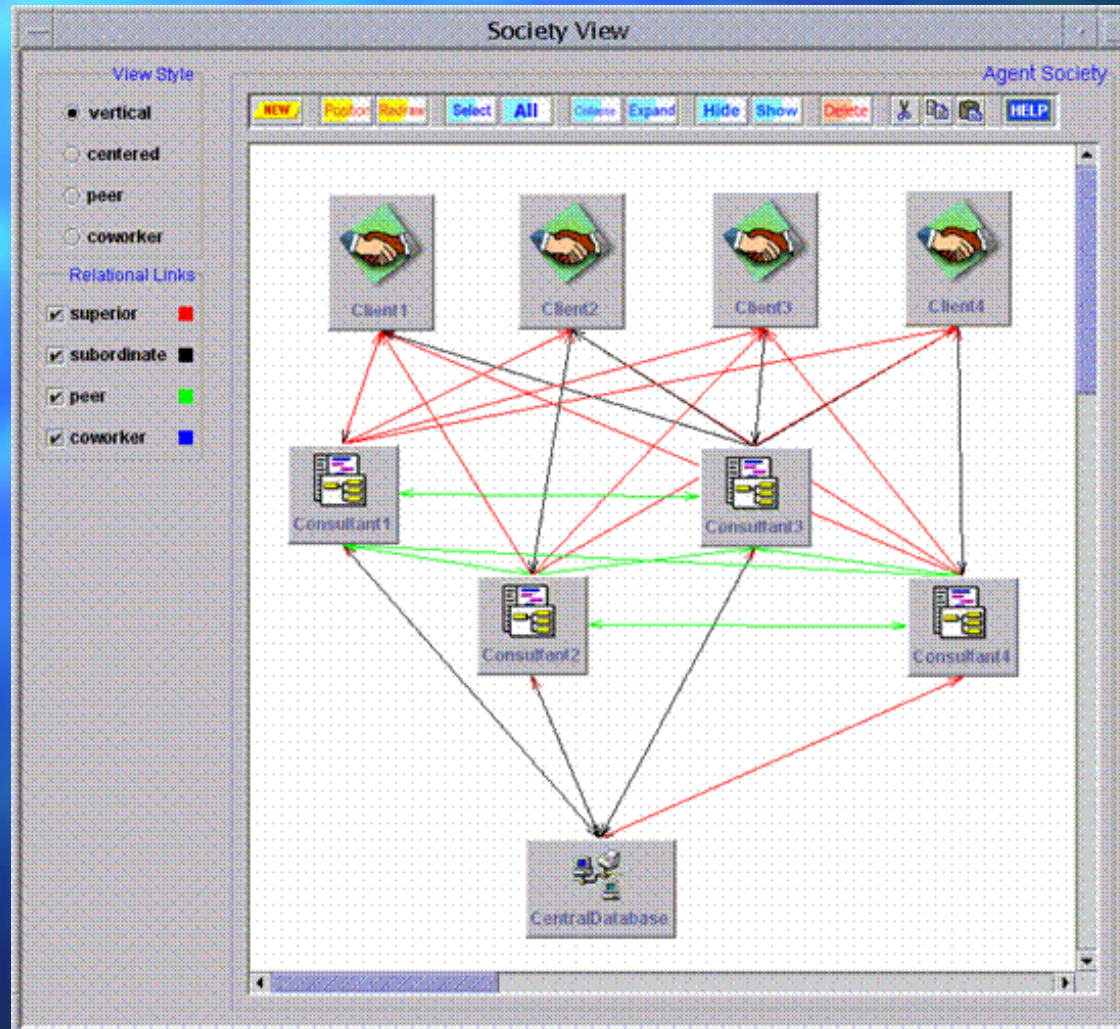 Society View
View Style
vertical
centered
peer
coworker
Relational Links
superior
subordinate
peer
coworker
Agent Society
NEW Position Redraw Select All Collapse Expand Hide Show Delete HELP
Client1 Client2 Client3 Client4
Consultant1 Consultant3
Consultant2 Consultant4
CentralDatabase